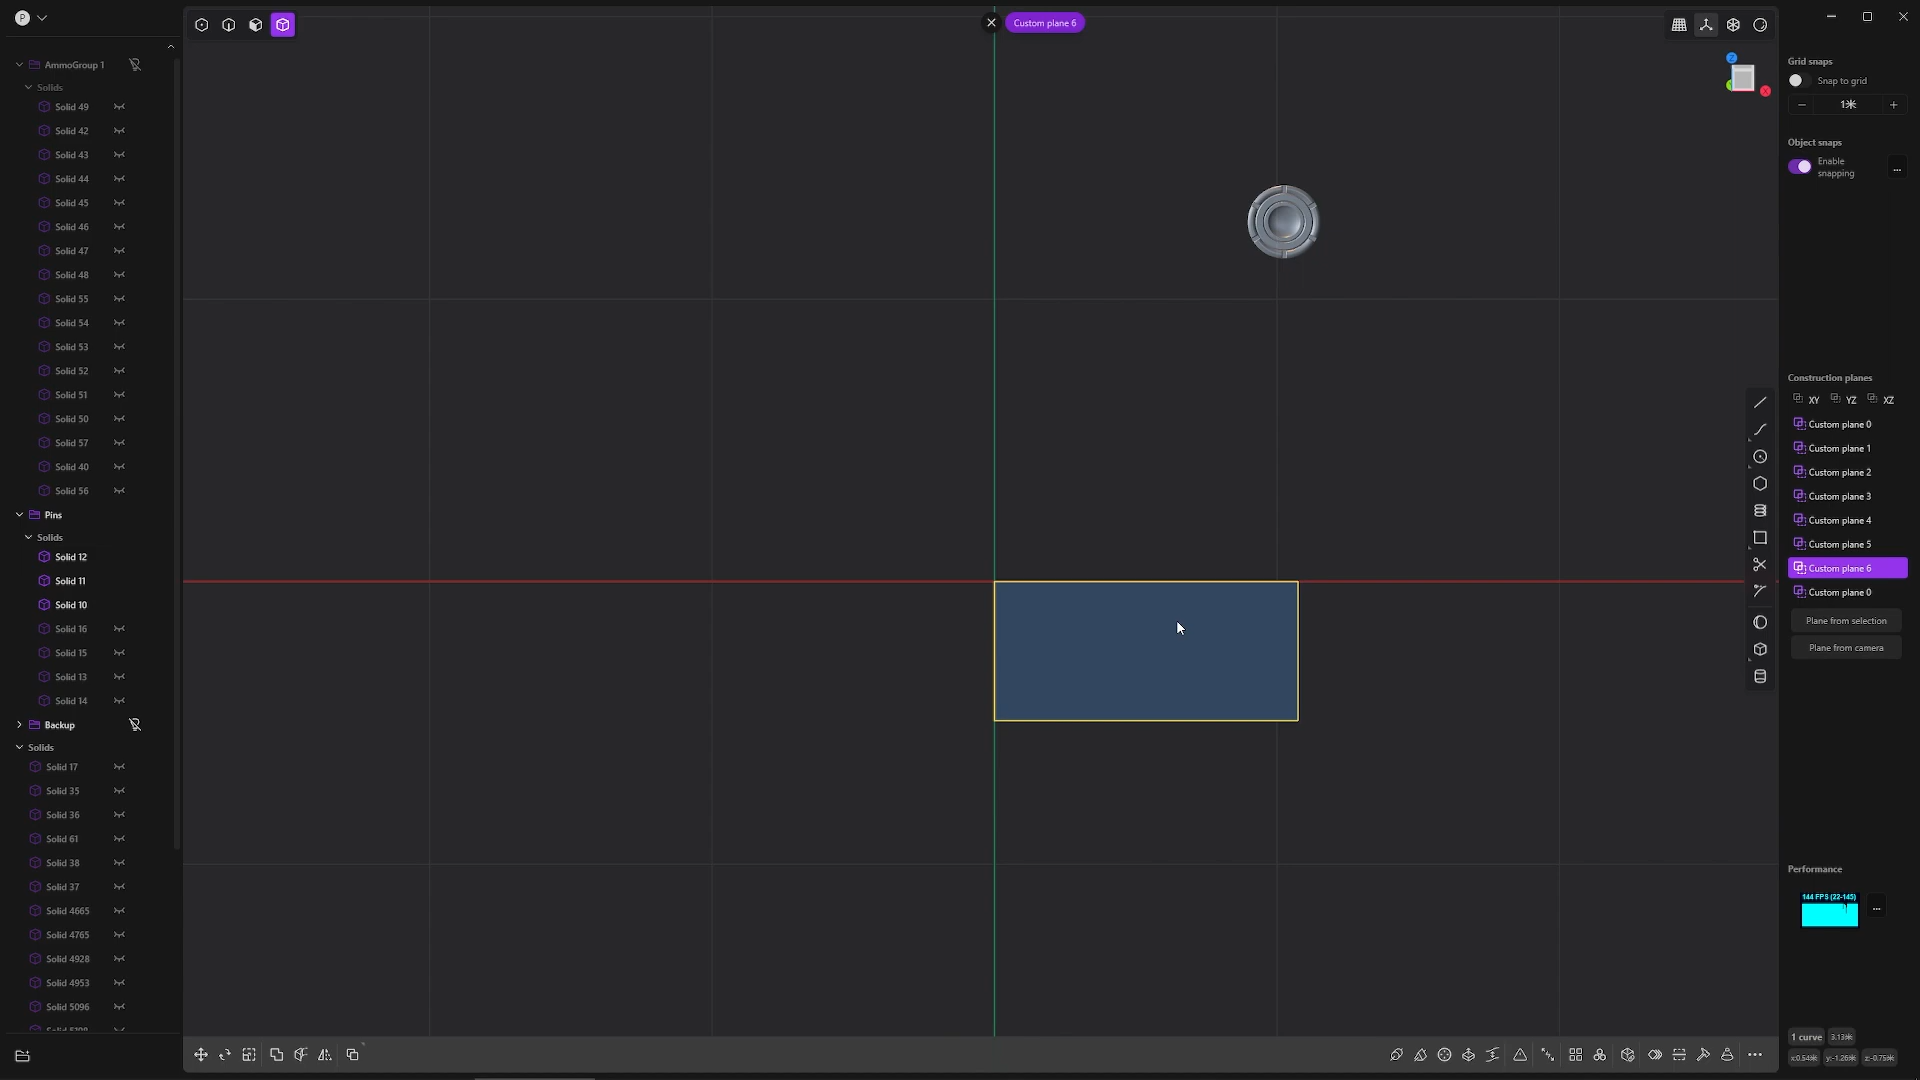 P
Custom plane 6
AmmoGroup 1
Solids
Solid 49
Solid 42
Solid 43
Solid 44
Solid 45
Solid 46
Solid 47
Solid 48
Solid 55
Solid 54
Solid 53
Solid 52
Solid 51
Solid 50
Solid 57
Solid 40
Solid 56
Pins
Solids
Solid 12
Solid 11
Solid 10
Solid 16
Solid 15
Solid 13
Solid 14
Backup
Solids
Solid 17
Solid 35
Solid 36
Solid 61
Solid 38
Solid 37
Solid 4665
Solid 4765
Solid 4928
Solid 4953
Solid 5096
Z
X
Grid snaps
Snap to grid
Object snaps
Enable
snapping
...
Construction planes
XY YZ XZ
Custom plane 0
Custom plane 1
Custom plane 2
Custom plane 3
Custom plane 4
Custom plane 5
Custom plane 6
Custom plane 0
Plane from selection
Plane from camera
Performance
144 FPS (22-145)
...
1 curve